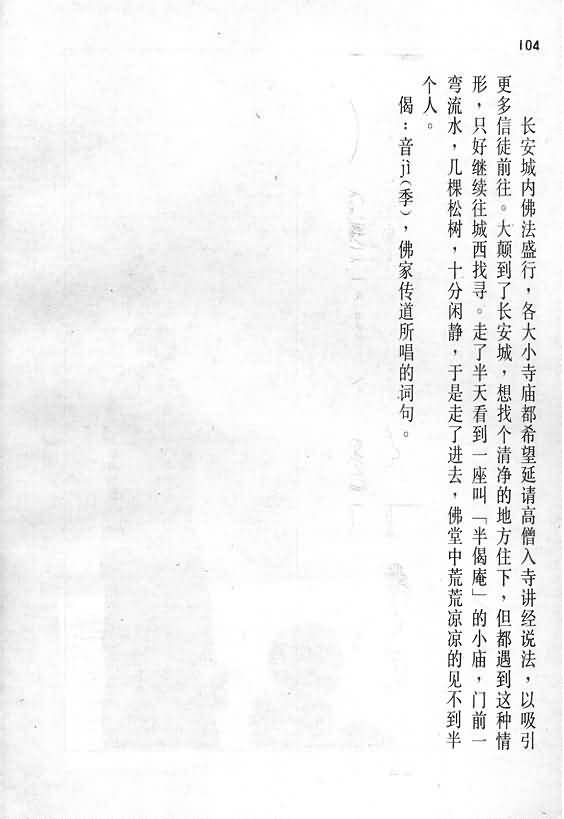 104
长安城内佛法盛行，各大小寺庙都希望延请高僧入寺讲经说法，以吸引
更多信徒前往。大颠到了长安城，想找个清净的地方住下，但都遇到这种情
形，只好继续往城西找寻。走了半天看到一座叫「半偈庵」的小庙，门前一
弯流水，几棵松树，十分闲静，于是走了进去，佛堂中荒荒凉凉的见不到半
个人。
偈：音jì（季），佛家传道所唱的词句。